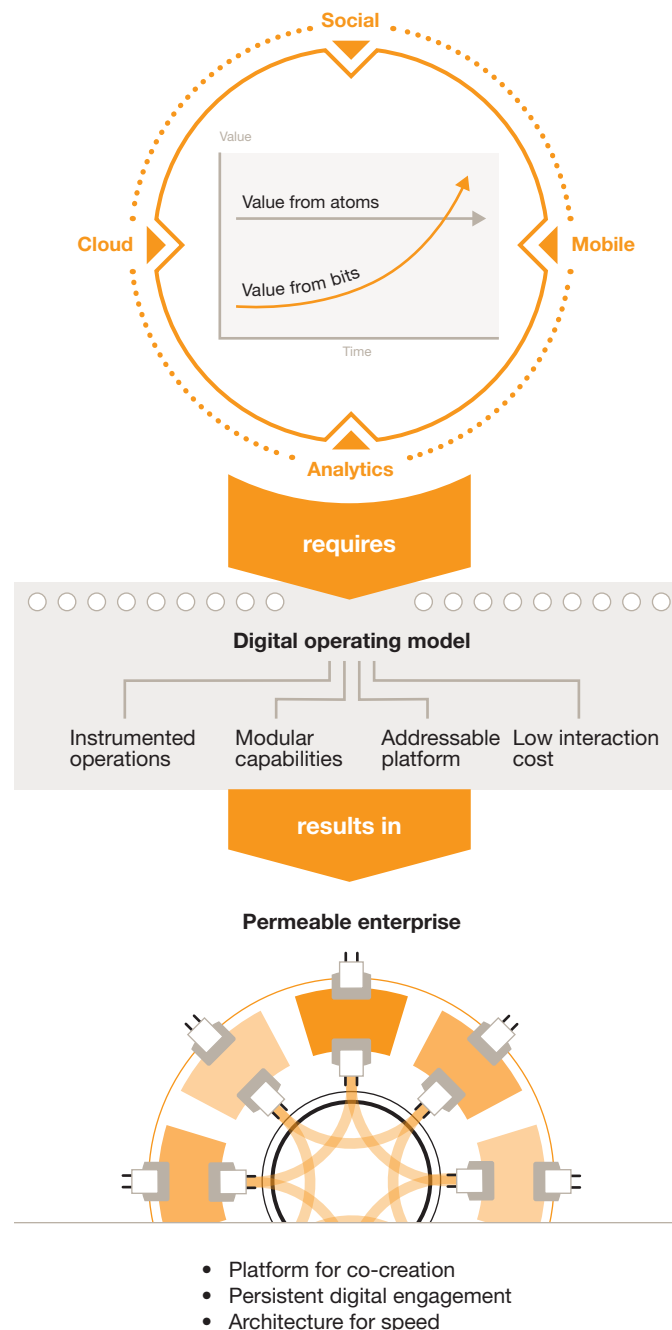 Social
Value
Value from atoms
Cloud
Mobile
Value from bits
Time
Analytics
requires
Digital operating model
Instrumented operations
Modular capabilities
Addressable platform
Low interaction cost
results in
Permeable enterprise
• Platform for co-creation
• Persistent digital engagement
• Architecture for speed